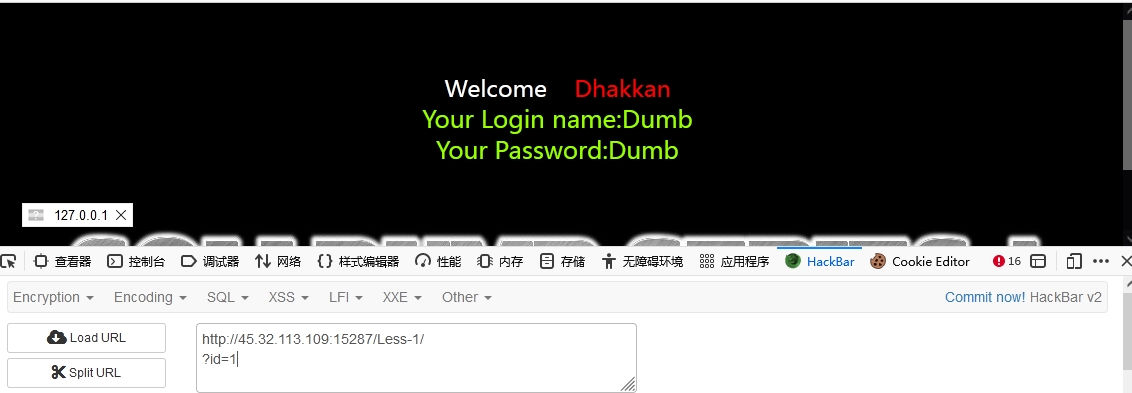 Welcome Dhakkan
Your Login name:Dumb
Your Password:Dumb
127.0.0.1
查看器 控制台 调试器 网络 样式编辑器 性能 内存 存储 无障碍环境 应用程序 HackBar Cookie Editor 16
Encryption Encoding SQL XSS LFI XXE Other Commit now! HackBar v2
Load URL
http://45.32.113.109:15287/Less-1/
?id=1
Split URL